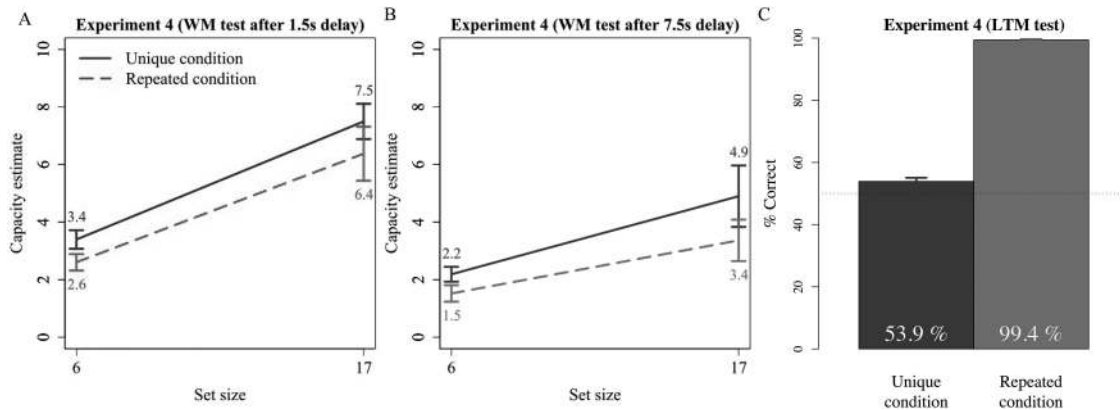 A
Experiment 4 (WM test after 1.5s delay)
Capacity estimate
10
8
6
4
2
0
Unique condition
Repeated condition
7.5
6.4
3.4
2.6
6
17
Set size
B
Experiment 4 (WM test after 7.5s delay)
Capacity estimate
10
8
6
4
2
0
4.9
3.4
2.2
1.5
6
17
Set size
C
Experiment 4 (LTM test)
% Correct
100
80
60
40
20
0
53.9 %
99.4 %
Unique
condition
Repeated
condition